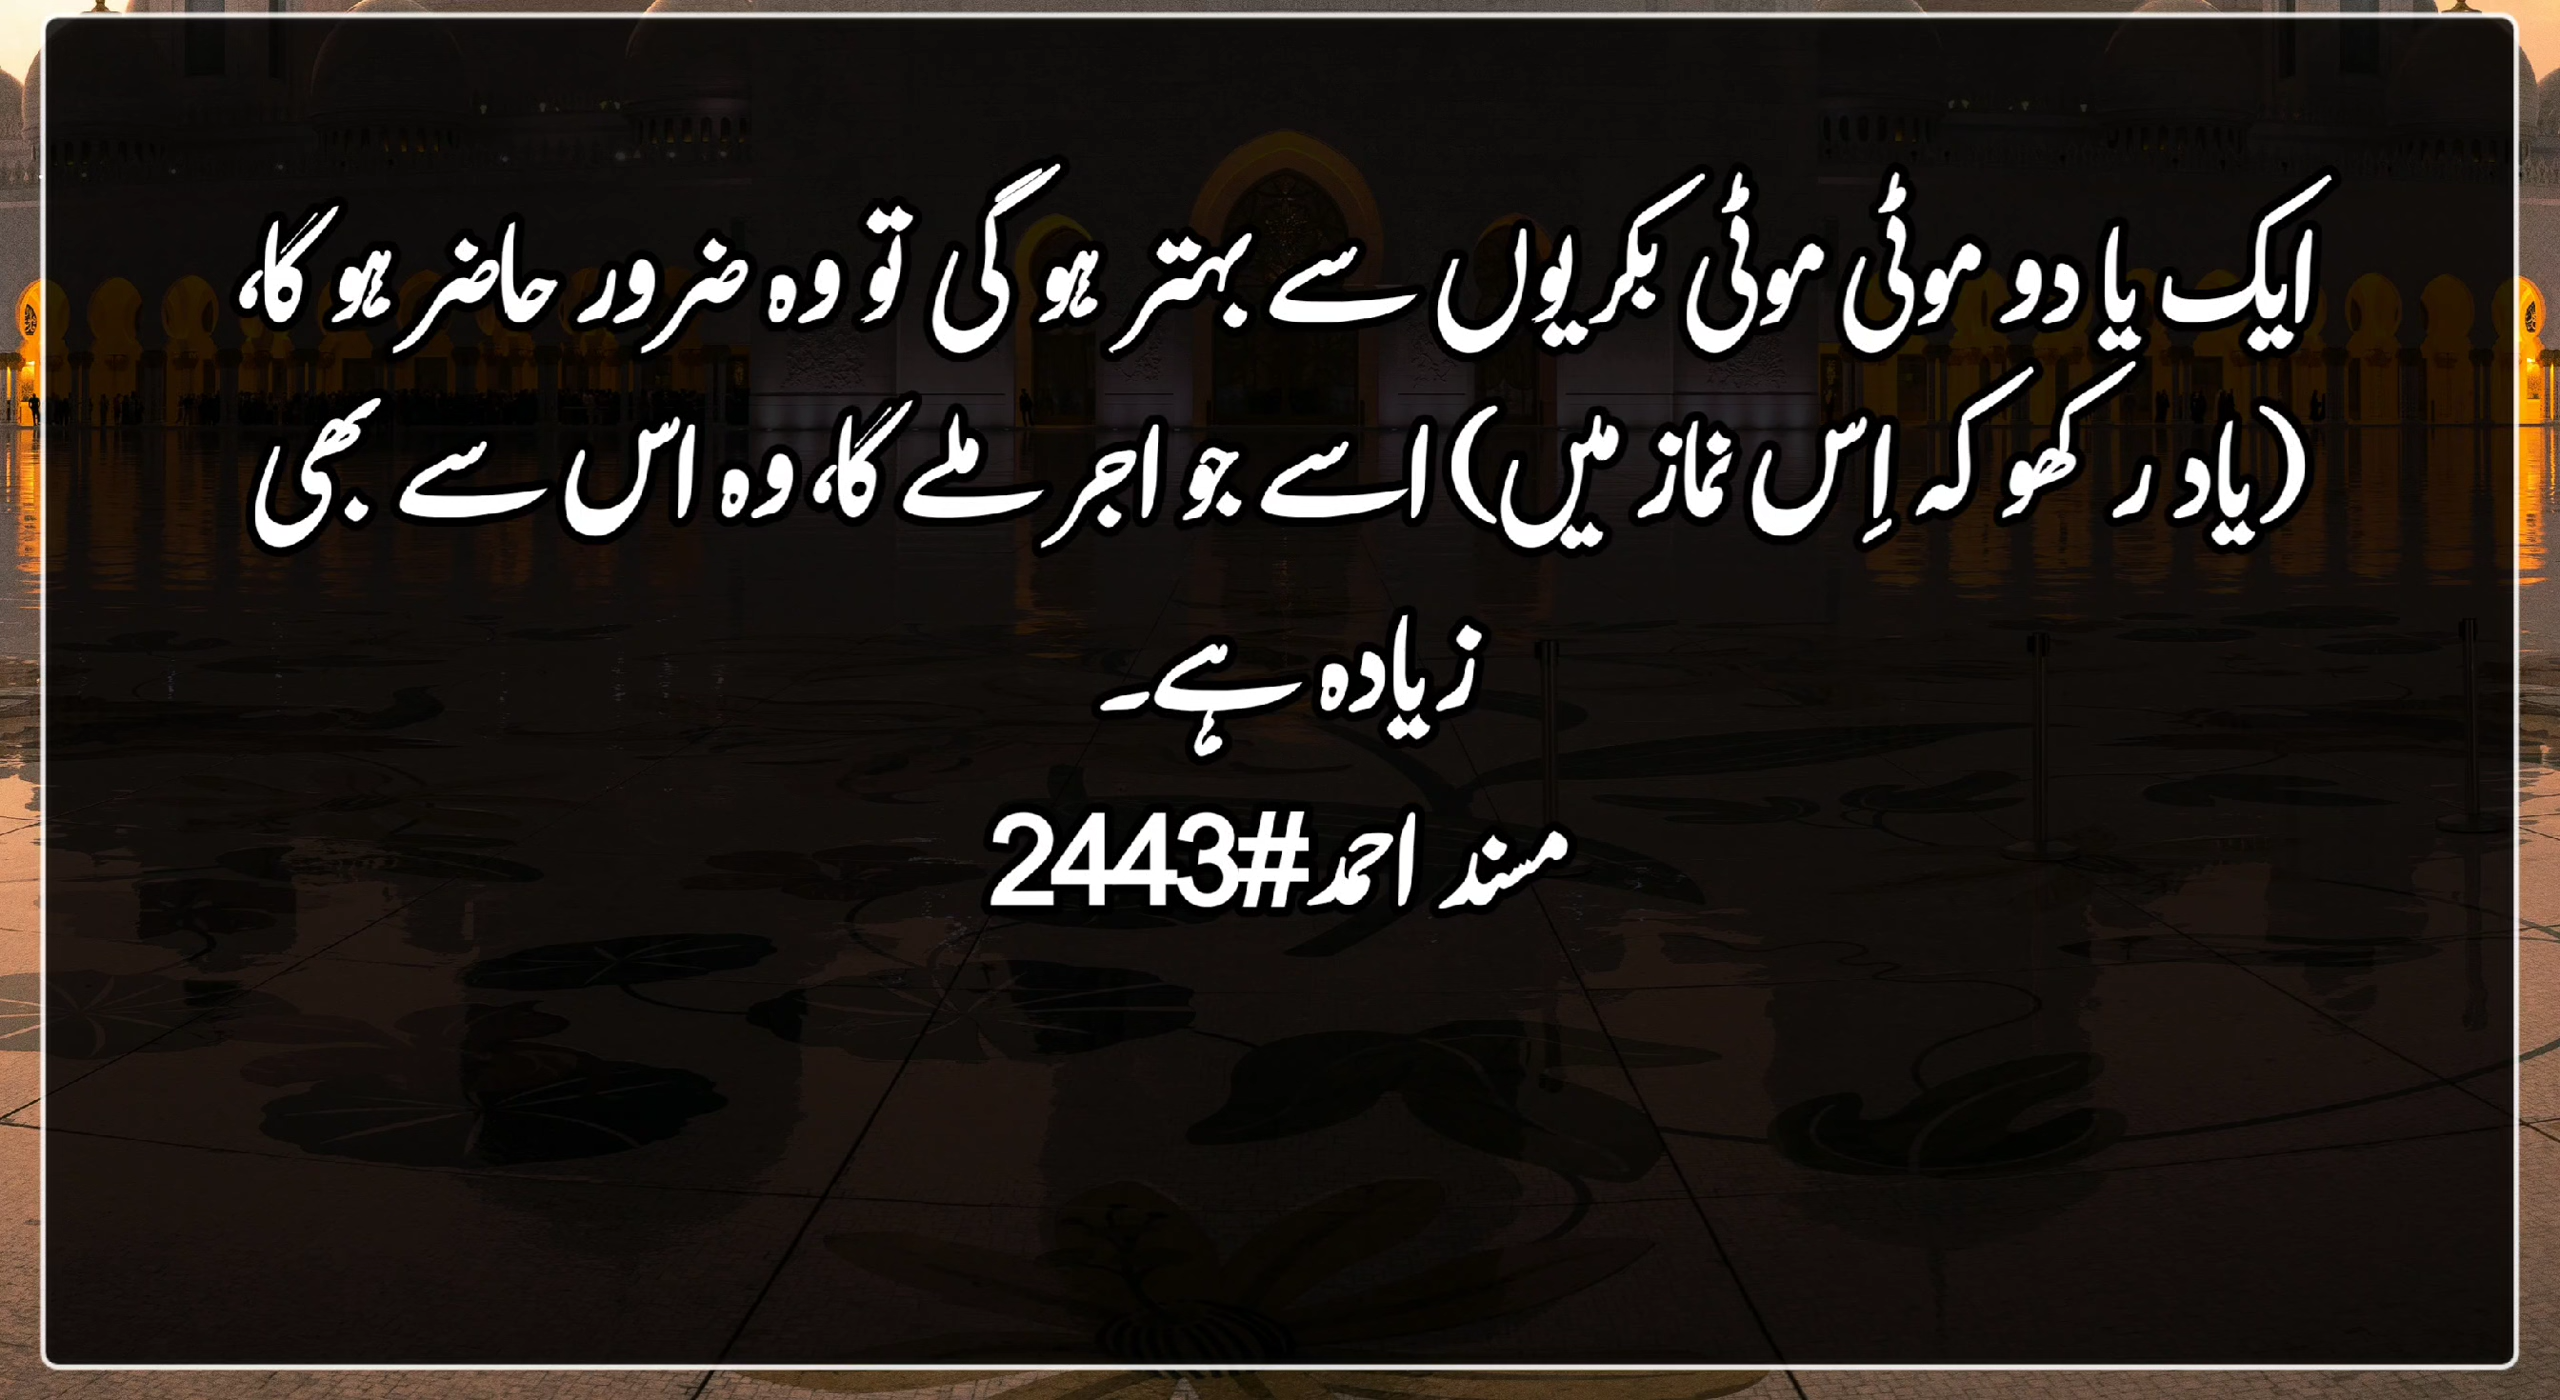 ایک یا دو موٹی موٹی بکریوں سے بہتر ہو گی تو وہ ضرور حاضر ہو گا،
(یاد رکھو کہ اِس نماز میں) اسے جو اجر ملے گا، وہ اس سے بھی
زیادہ ہے۔
مسند احمد#2443